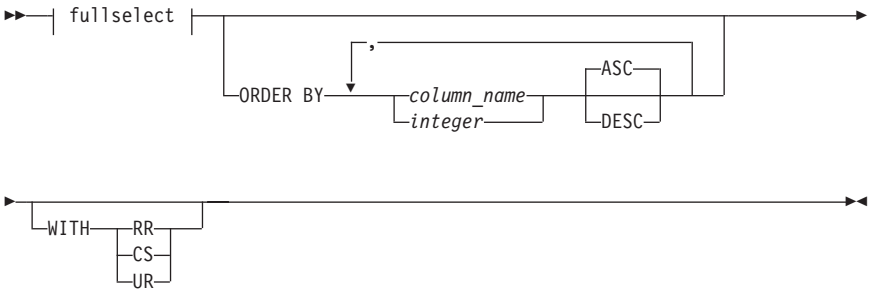 fullselect
,
ASC
ORDER BY column_name
integer DESC
WITH RR
CS
UR